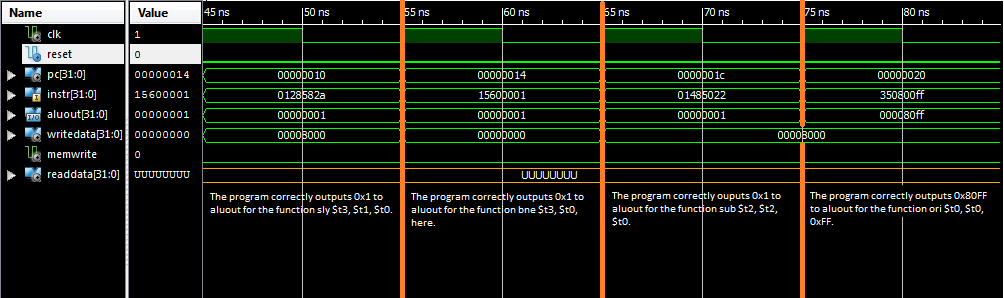 Name Value 45 ns 50 ns 55 ns 60 ns 65 ns 70 ns 75 ns 80 ns
clk 1
reset 0
pc[31:0] 00000014 00000010 00000014 0000001c 00000020
instr[31:0] 15600001 0128582a 15600001 01485022 350800ff
aluout[31:0] 00000001 00000001 00000001 00000001 000080ff
writedata[31:0] 00000000 00008000 00000000 00008000
memwrite 0
readdata[31:0] UUUUUUUU UUUUUUUU
The program correctly outputs 0x1 to
aluout for the function sly $t3, $t1, $t0.
The program correctly ouputs 0x1 to
aluout for the function bne $t3, $t0,
here.
The program correctly ouputs 0x1 to
aluout for the function sub $t2, $t2,
$t0.
The program correctly ouputs 0x80FF
to aluout for the function ori $t0, $t0,
0xFF.